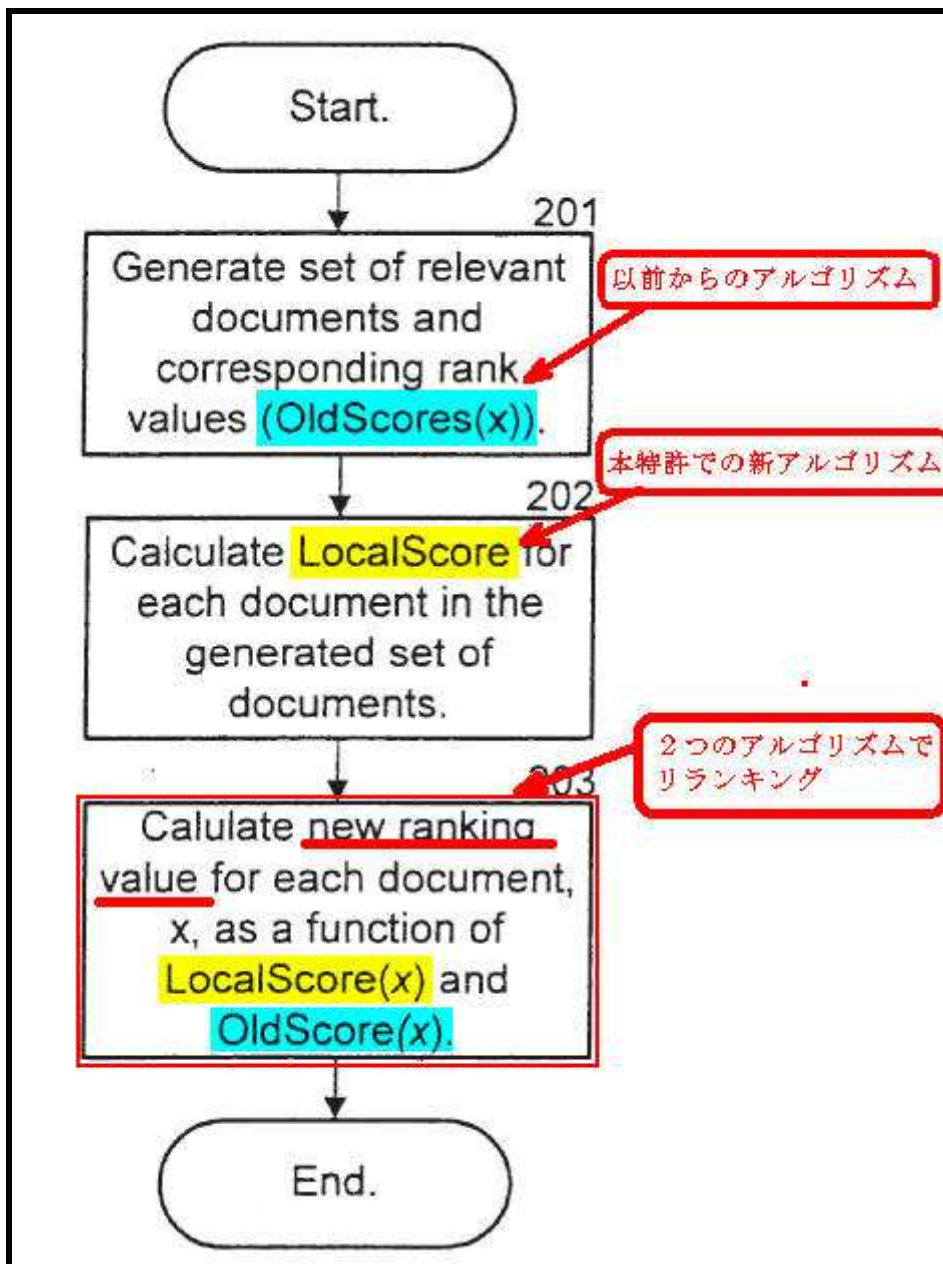 Start.
201
Generate set of relevant
documents and
corresponding rank
values (OldScores(x)).
以前からのアルゴリズム
本特許での新アルゴリズム
202
Calculate LocalScore for
each document in the
generated set of
documents.
2つのアルゴリズムで
リランキング
203
Calulate new ranking
value for each document,
x, as a function of
LocalScore(x) and
OldScore(x).
End.